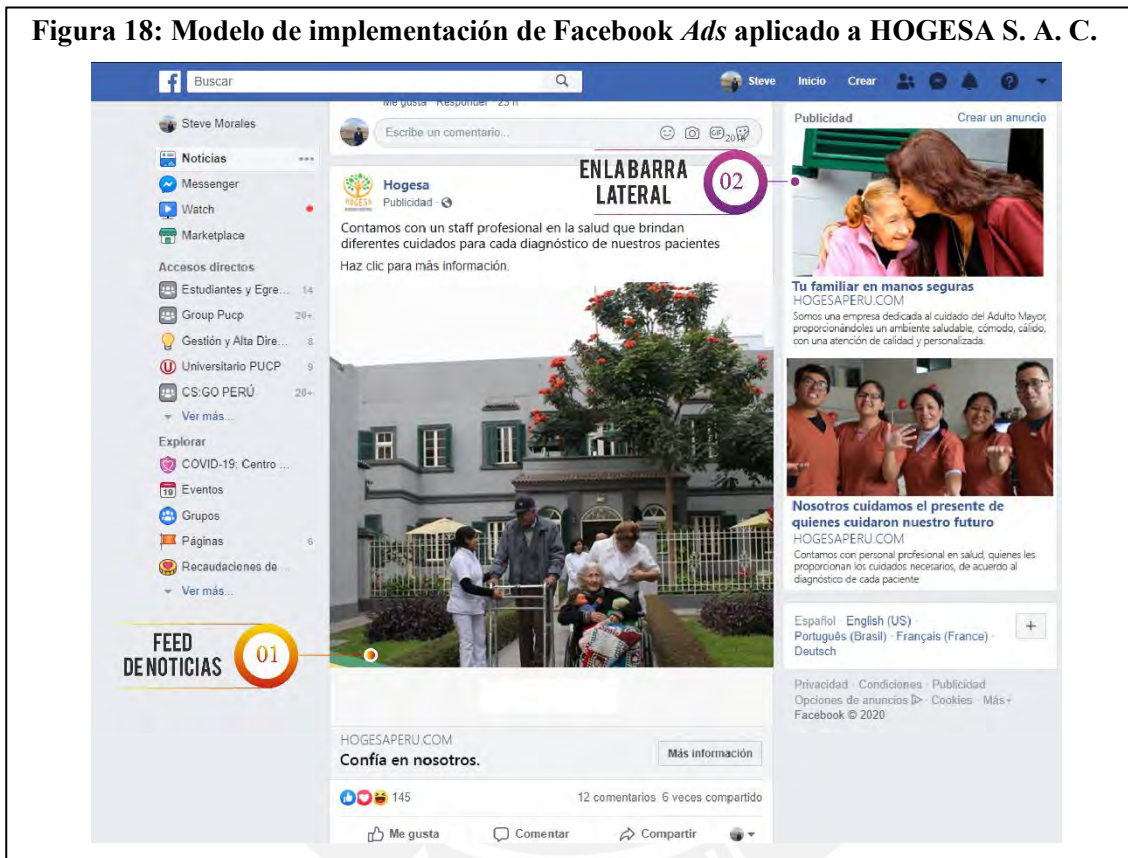 Figura 18: Modelo de implementación de Facebook Ads aplicado a HOGESA S. A. C.
Buscar
Steve Inicio Crear
Steve Morales
Noticias
Messenger
Watch
Marketplace
Accesos directos
Estudiantes y Egre... 14
Group Pucp 20+
Gestión y Alta Dire... 8
Universitario PUCP 9
CS:GO PERÚ 20+
Ver más...
Explorar
COVID-19: Centro ...
19 Eventos
Grupos
Páginas 6
Recaudaciones de ...
Ver más...
FEED
DE NOTICIAS
01
Me gusta · Responder · 23 h
Escribe un comentario...
GIF
EN LA BARRA
LATERAL
02
HOGESA
Hogesa
Publicidad ·
Contamos con un staff profesional en la salud que brindan
diferentes cuidados para cada diagnóstico de nuestros pacientes
Haz clic para más información.
HOGESAPERU.COM
Confía en nosotros.
Más información
145
12 comentarios 6 veces compartido
Me gusta Comentar Compartir
Publicidad
Crear un anuncio
Tu familiar en manos seguras
HOGESAPERU.COM
Somos una empresa dedicada al cuidado del Adulto Mayor,
proporcionándoles un ambiente saludable, cómodo, cálido,
con una atención de calidad y personalizada.
Nosotros cuidamos el presente de
quienes cuidaron nuestro futuro
HOGESAPERU.COM
Contamos con personal profesional en salud, quienes les
proporcionan los cuidados necesarios, de acuerdo al
diagnóstico de cada paciente
Español · English (US) ·
Português (Brasil) · Français (France) ·
Deutsch
Privacidad · Condiciones · Publicidad
Opciones de anuncios · Cookies · Más
Facebook © 2020